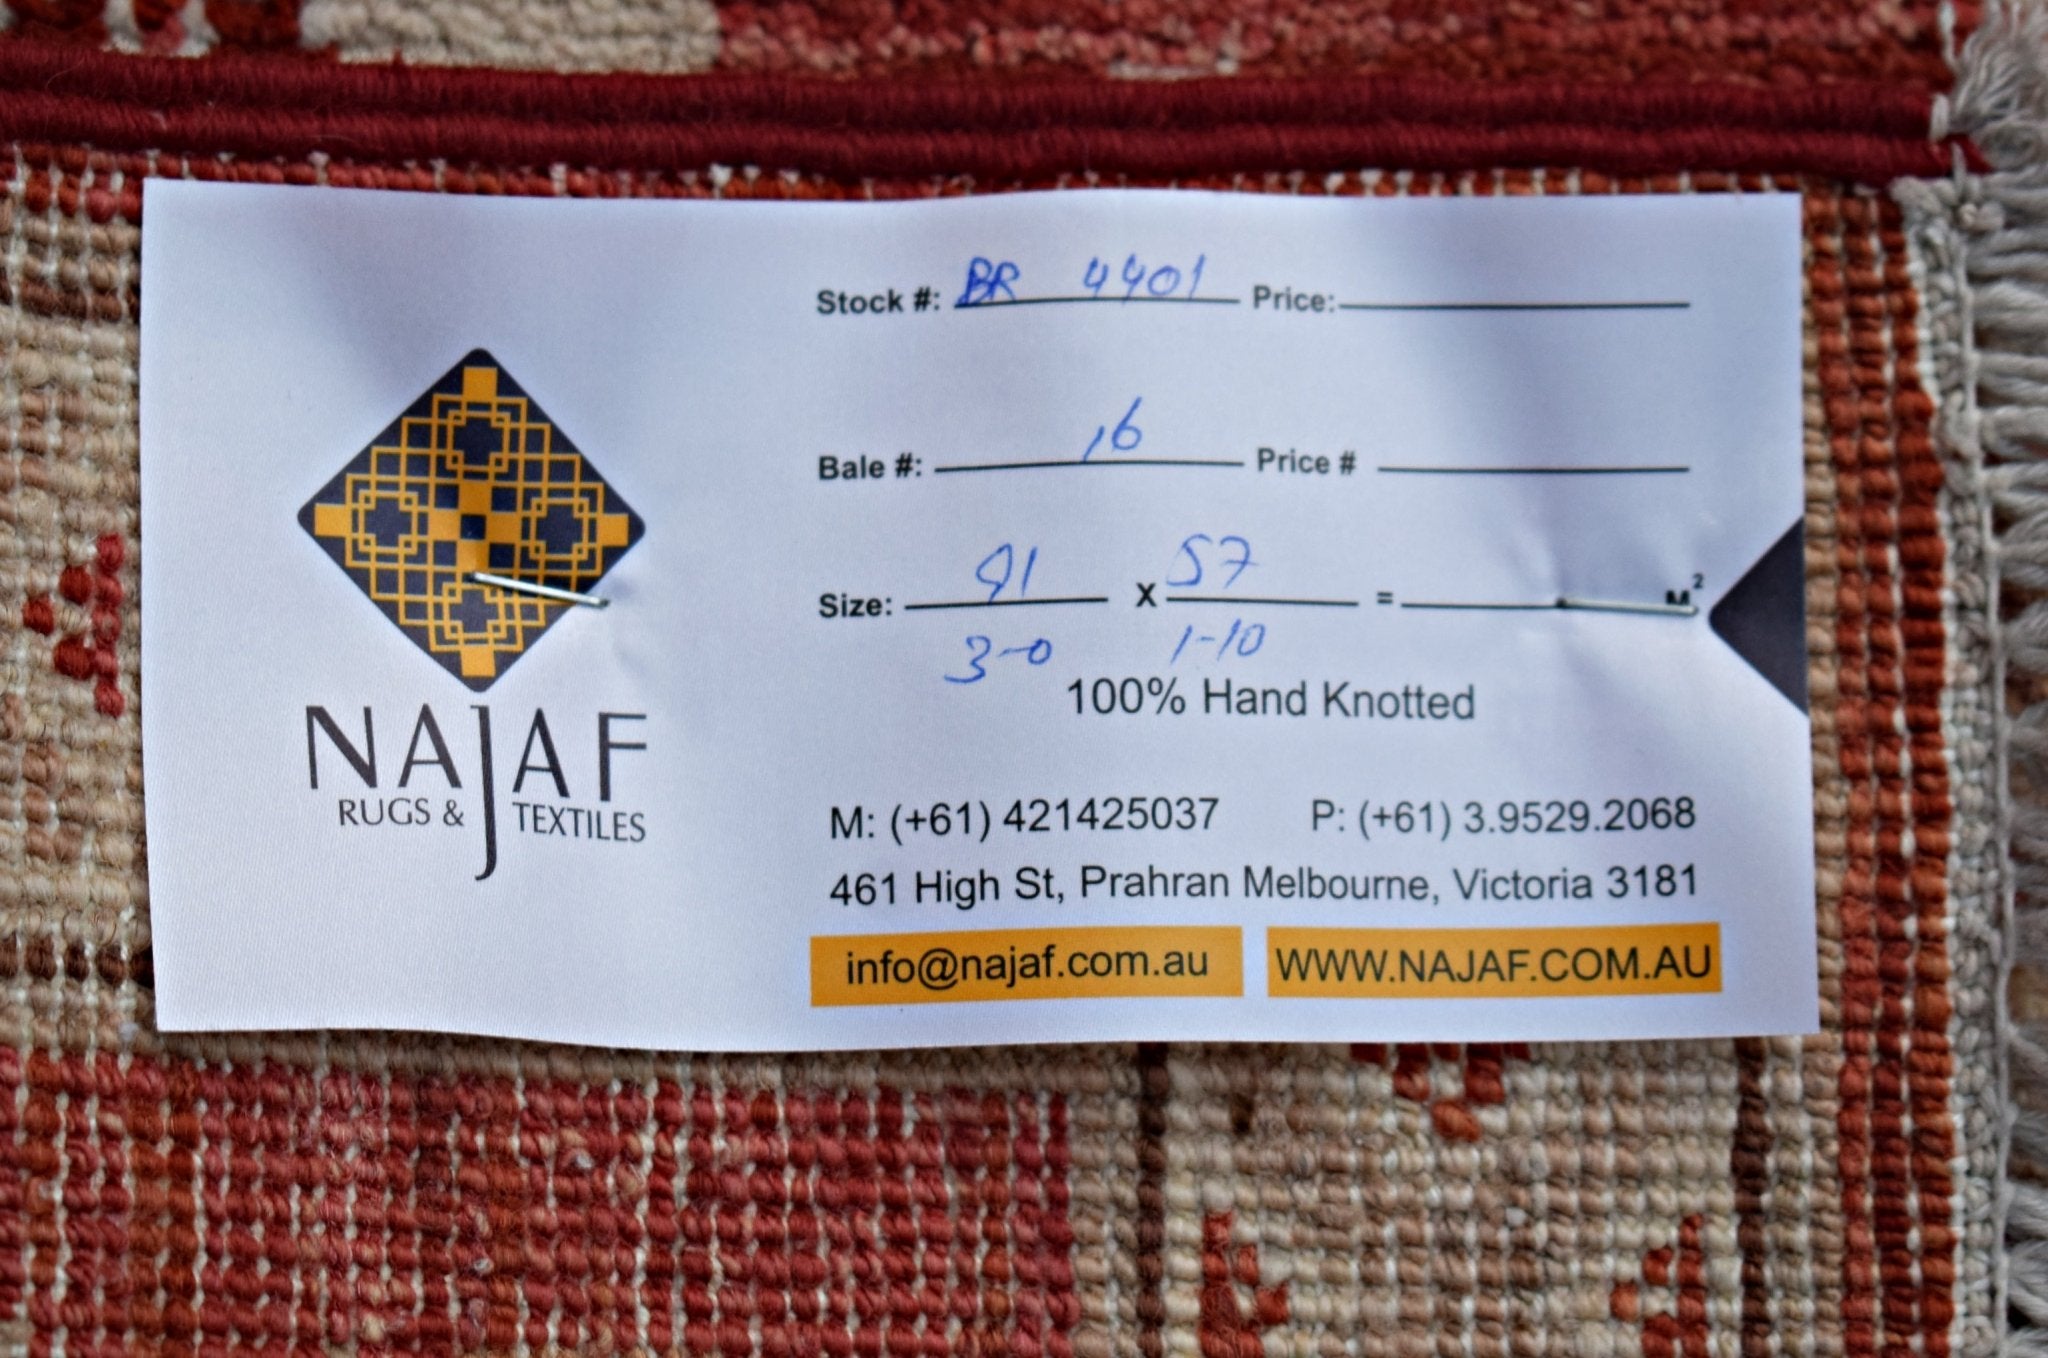 Stock #: BR 4401 Price:
Bale #: 16 Price #
Size: 91 X 57 = M²
3-0 1-10
100% Hand Knotted
NAJAF
RUGS & TEXTILES
M: (+61) 421425037 P: (+61) 3.9529.2068
461 High St, Prahran Melbourne, Victoria 3181
info@najaf.com.au WWW.NAJAF.COM.AU